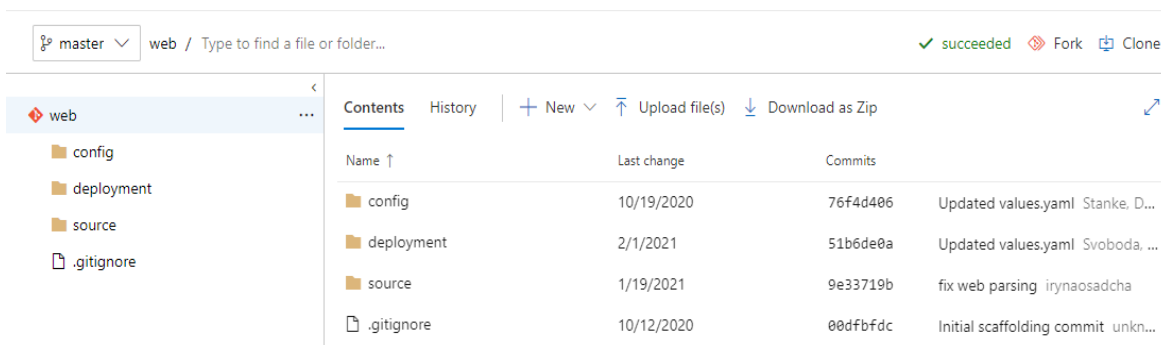 master web / Type to find a file or folder... succeeded Fork Clone
web ...
config
deployment
source
.gitignore
Contents History New Upload file(s) Download as Zip
Name ↑ Last change Commits
config 10/19/2020 76f4d406 Updated values.yaml Stanke, D...
deployment 2/1/2021 51b6de0a Updated values.yaml Svoboda, ...
source 1/19/2021 9e33719b fix web parsing irynaosadcha
.gitignore 10/12/2020 00dfbfdc Initial scaffolding commit unkn...